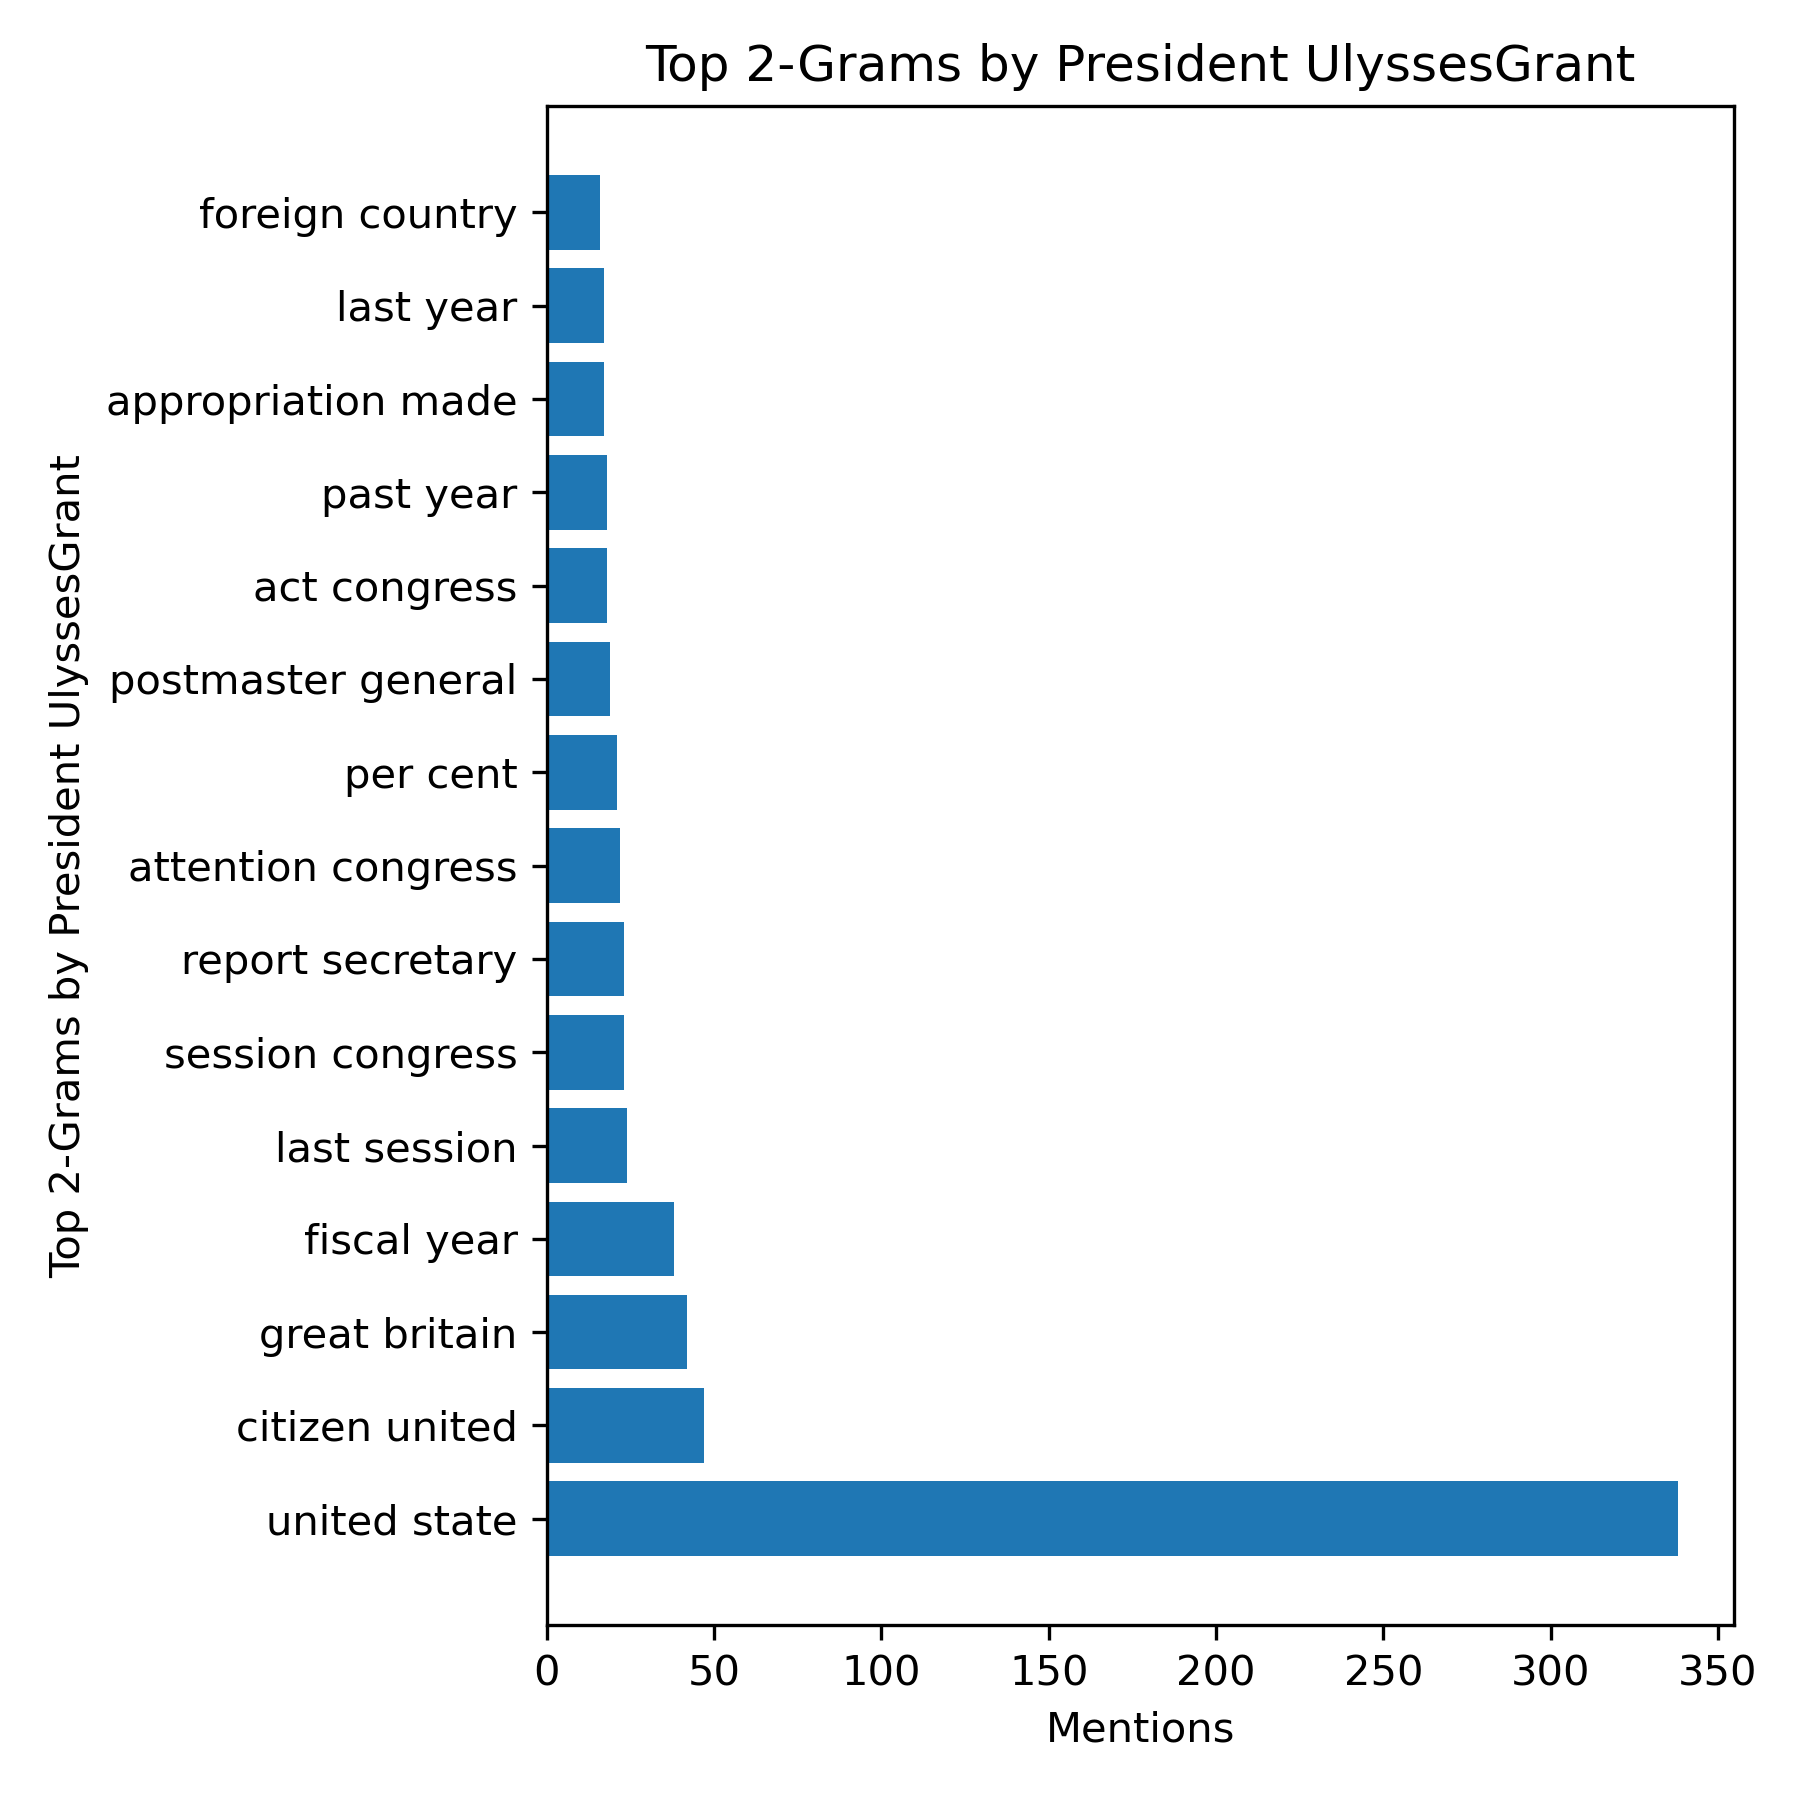 Top 2-Grams by President UlyssesGrant
Top 2-Grams by President UlyssesGrant
foreign country
last year
appropriation made
past year
act congress
postmaster general
per cent
attention congress
report secretary
session congress
last session
fiscal year
great britain
citizen united
united state
0 50 100 150 200 250 300 350
Mentions